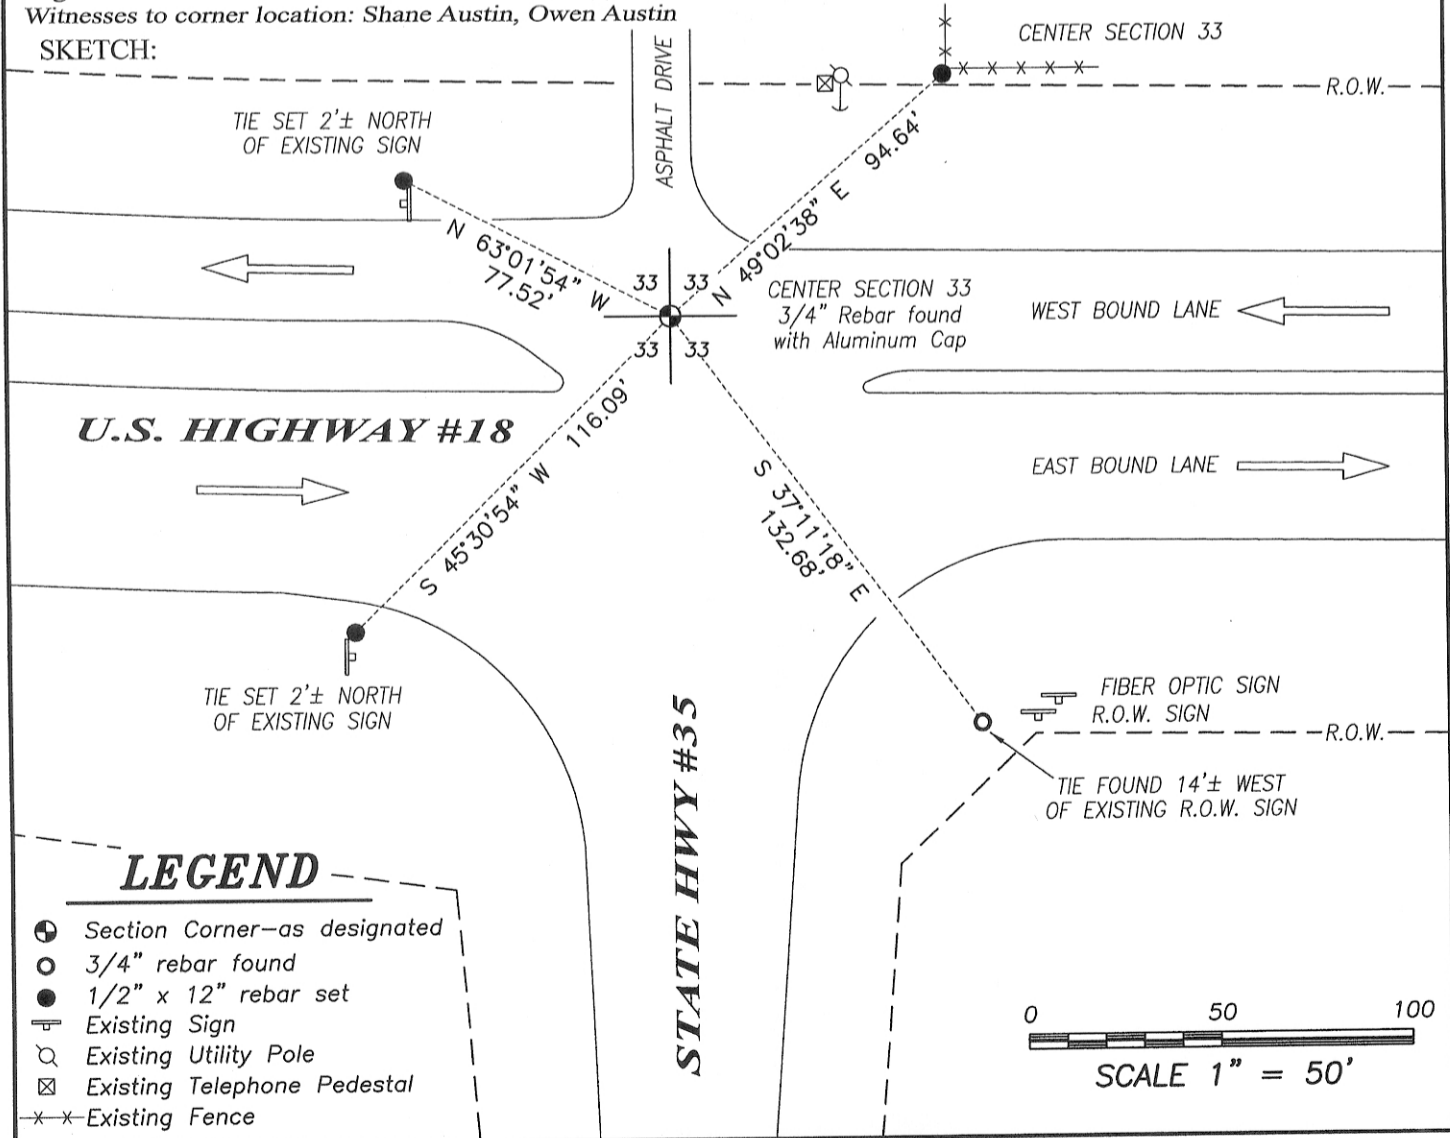 Witnesses to corner location: Shane Austin, Owen Austin
SKETCH:
ASPHALT DRIVE
CENTER SECTION 33
R.O.W.
TIE SET 2'± NORTH
OF EXISTING SIGN
N 49°02'38" E 94.64'
N 63°01'54" W
77.52'
33 33
33 33
CENTER SECTION 33
3/4" Rebar found
with Aluminum Cap
WEST BOUND LANE
U.S. HIGHWAY #18
S 45°30'54" W 116.09'
EAST BOUND LANE
S 37°11'18" E
132.68'
TIE SET 2'± NORTH
OF EXISTING SIGN
FIBER OPTIC SIGN
R.O.W. SIGN
R.O.W.
TIE FOUND 14'± WEST
OF EXISTING R.O.W. SIGN
STATE HWY #35
LEGEND
Section Corner-as designated
3/4" rebar found
1/2" x 12" rebar set
Existing Sign
Existing Utility Pole
Existing Telephone Pedestal
Existing Fence
0 50 100
SCALE 1" = 50'